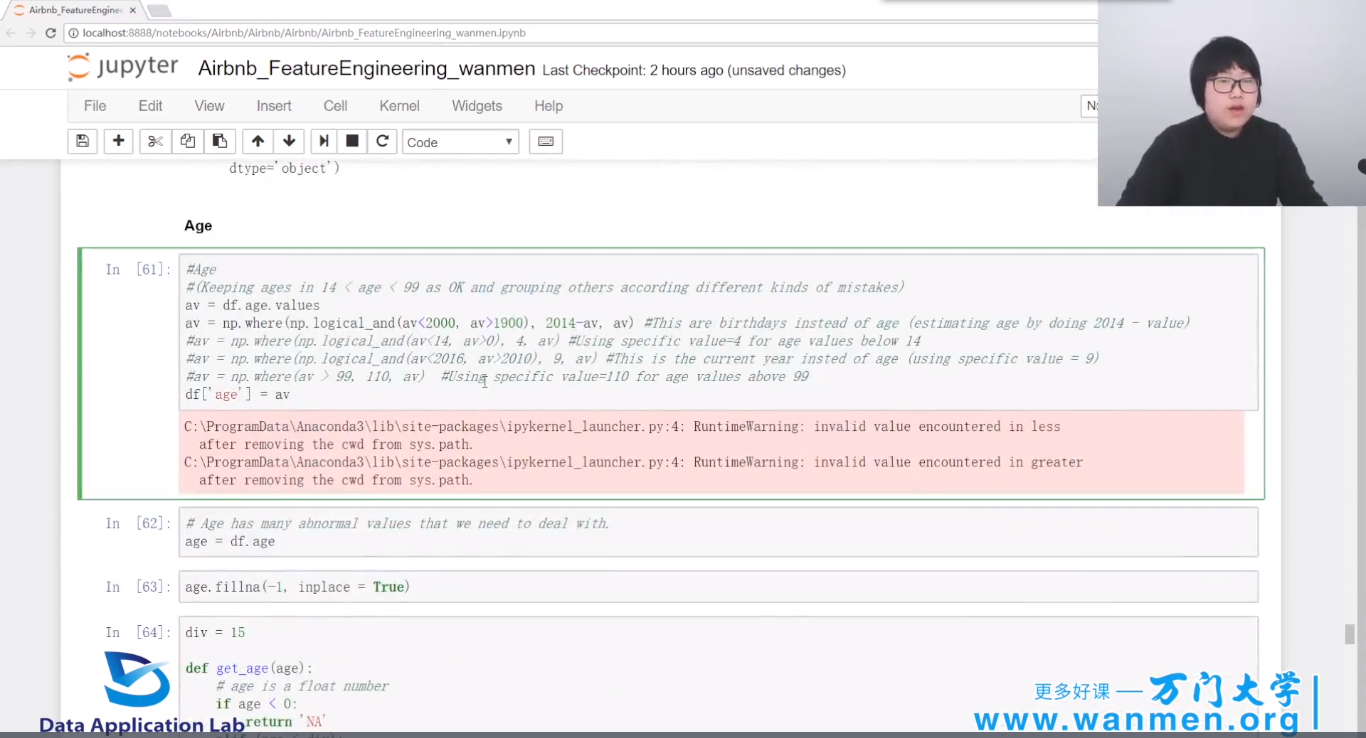 Airbnb_FeatureEnginee
localhost:8888/notebooks/Airbnb/Airbnb/Airbnb/Airbnb_FeatureEngineering_wanmen.ipynb
jupyter Airbnb_FeatureEngineering_wanmen Last Checkpoint: 2 hours ago (unsaved changes)
File Edit View Insert Cell Kernel Widgets Help
Code
dtype='object')
Age
In [61]:
#Age
#(Keeping ages in 14 < age < 99 as OK and grouping others according different kinds of mistakes)
av = df.age.values
av = np.where(np.logical_and(av<2000, av>1900), 2014-av, av) #This are birthdays instead of age (estimating age by doing 2014 - value)
#av = np.where(np.logical_and(av<14, av>0), 4, av) #Using specific value=4 for age values below 14
#av = np.where(np.logical_and(av<2016, av>2010), 9, av) #This is the current year insted of age (using specific value = 9)
#av = np.where(av > 99, 110, av)  #Using specific value=110 for age values above 99
df['age'] = av
C:\ProgramData\Anaconda3\lib\site-packages\ipykernel_launcher.py:4: RuntimeWarning: invalid value encountered in less
after removing the cwd from sys.path.
C:\ProgramData\Anaconda3\lib\site-packages\ipykernel_launcher.py:4: RuntimeWarning: invalid value encountered in greater
after removing the cwd from sys.path.
In [62]:
# Age has many abnormal values that we need to deal with.
age = df.age
In [63]:
age.fillna(-1, inplace = True)
In [64]:
div = 15
def get_age(age):
# age is a float number
if age < 0:
return 'NA'
Data Application Lab
更多好课 — 万门大学
www.wanmen.org